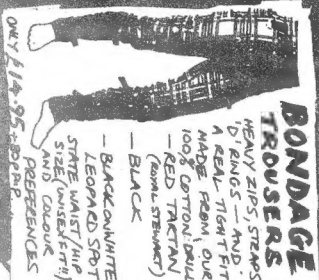 BONDAGE
TROUSERS
HEAVY ZIPS, STRAPS
'D' RINGS — AND
A REAL TIGHT FIT
MADE FROM OUR
100% COTTON DRILL
— RED TARTAN
(ROYAL STEWART)
— BLACK
— BLACK ON WHITE
LEOPARD SPOT
STATE WAIST/HIP
SIZE, (UNISEX FIT!!)
AND COLOUR
PREFERENCES
ONLY £14.95 + 80p P&P